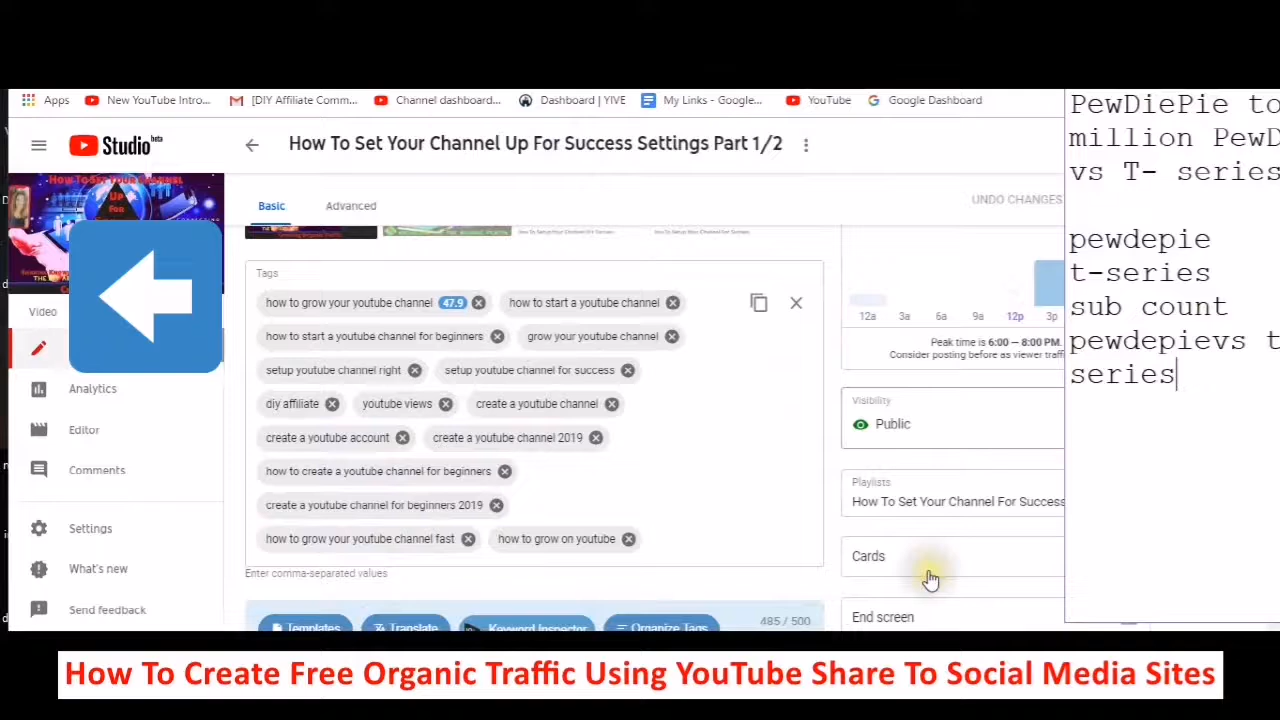 Apps New YouTube Intro... [DIY Affiliate Comm... Channel dashboard... Dashboard | YIVE My Links - Google... YouTube Google Dashboard
Studio beta
How To Set Your Channel Up For Success Settings Part 1/2
Basic Advanced UNDO CHANGES
Tags
how to grow your youtube channel 47.9 how to start a youtube channel
how to start a youtube channel for beginners grow your youtube channel
setup youtube channel right setup youtube channel for success
diy affiliate youtube views create a youtube channel
create a youtube account create a youtube channel 2019
how to create a youtube channel for beginners
create a youtube channel for beginners 2019
how to grow your youtube channel fast how to grow on youtube
Enter comma-separated values
Templates Translate Keyword Inspector Organize Tags 485 / 500
Video
Analytics
Editor
Comments
Settings
What's new
Send feedback
12a 3a 6a 9a 12p 3p
Peak time is 6:00 – 8:00 PM.
Consider posting before as viewer traffi
Visibility
Public
Playlists
How To Set Your Channel For Success
Cards
End screen
PewDiePie to
million PewD
vs T- series
pewdepie
t-series
sub count
pewdepievs t
series
How To Create Free Organic Traffic Using YouTube Share To Social Media Sites